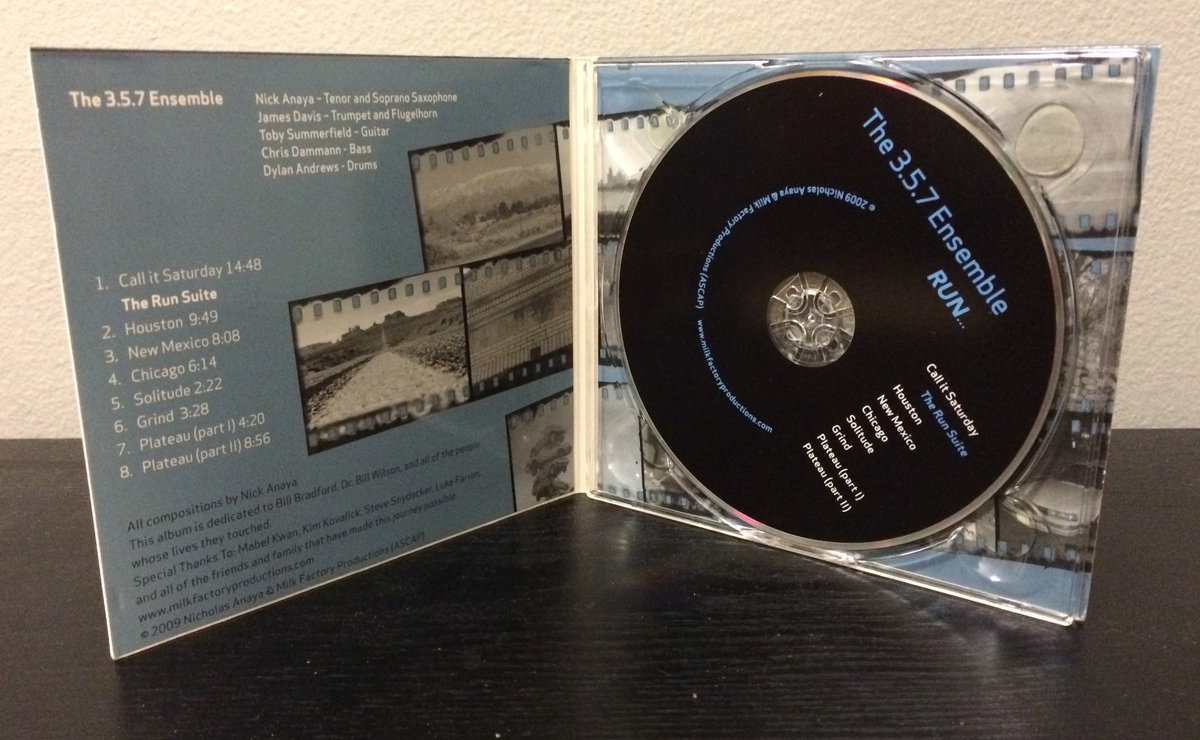 The 3.5.7 Ensemble
Nick Anaya - Tenor and Soprano Saxophone
James Davis - Trumpet and Flugelhorn
Toby Summerfield - Guitar
Chris Dammann - Bass
Dylan Andrews - Drums
1. Call it Saturday 14:48
The Run Suite
2. Houston 9:49
3. New Mexico 8:08
4. Chicago 6:14
5. Solitude 2:22
6. Grind 3:28
7. Plateau (part I) 4:20
8. Plateau (part II) 8:56
All compositions by Nick Anaya
This album is dedicated to Bill Bradford, Dr. Bill Wilson, and all of the people
whose lives they touched.
Special Thanks To: Mabel Kwan, Kim Kovalick, Steve Snydacker, Luke Farran,
and all of the friends and family that have made this journey possible.
www.milkfactoryproductions.com
© 2009 Nicholas Anaya & Milk Factory Productions (ASCAP)
The 3.5.7 Ensemble
RUN...
Call it Saturday
The Run Suite
Houston
New Mexico
Chicago
Solitude
Grind
Plateau (part I)
Plateau (part II)
© 2009 Nicholas Anaya & Milk Factory Productions (ASCAP) www.milkfactoryproductions.com